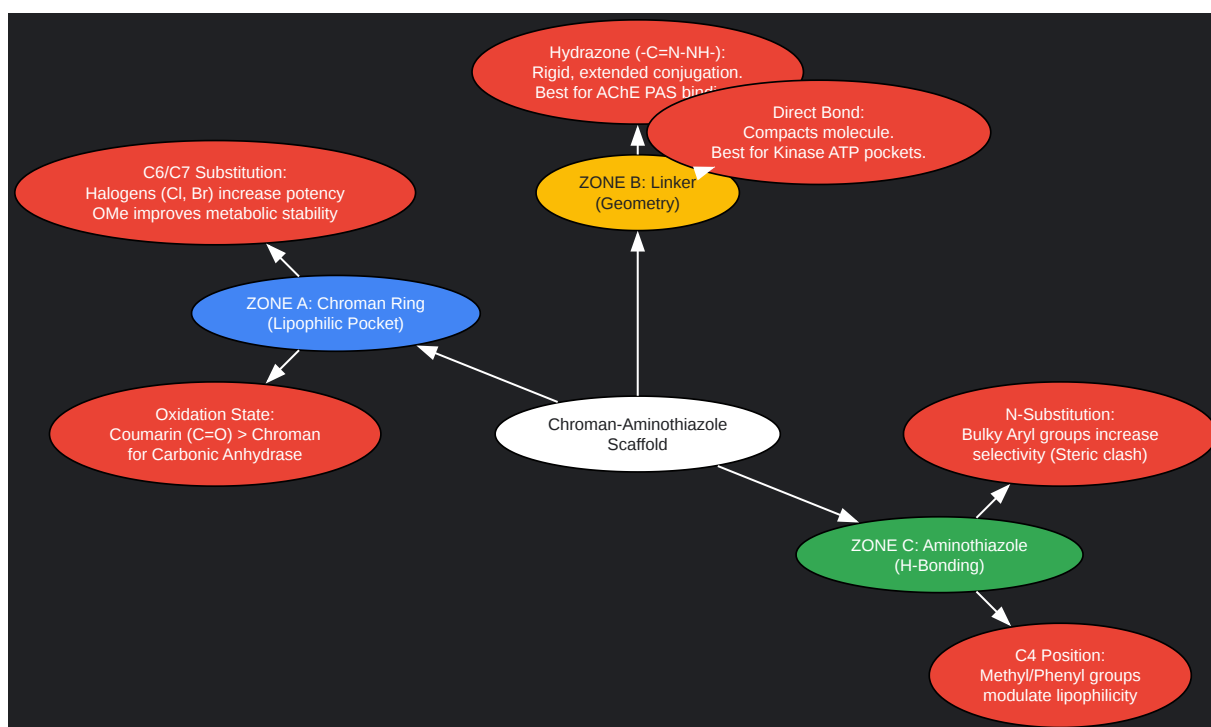 Hydrazone (-C=N-NH-):
Rigid, extended conjugation.
Best for AChE PAS
Direct Bond:
Compacts molecule.
Best for Kinase ATP pockets.
C6/C7 Substitution:
Halogens (Cl, Br) increase potency
OMe improves metabolic stability
ZONE B: Linker
(Geometry)
ZONE A: Chroman Ring
(Lipophilic Pocket)
Oxidation State:
Coumarin (C=O) > Chroman
for Carbonic Anhydrase
Chroman-Aminothiazole
Scaffold
N-Substitution:
Bulky Aryl groups increase
selectivity (Steric clash)
ZONE C: Aminothiazole
(H-Bonding)
C4 Position:
Methyl/Phenyl groups
modulate lipophilicity